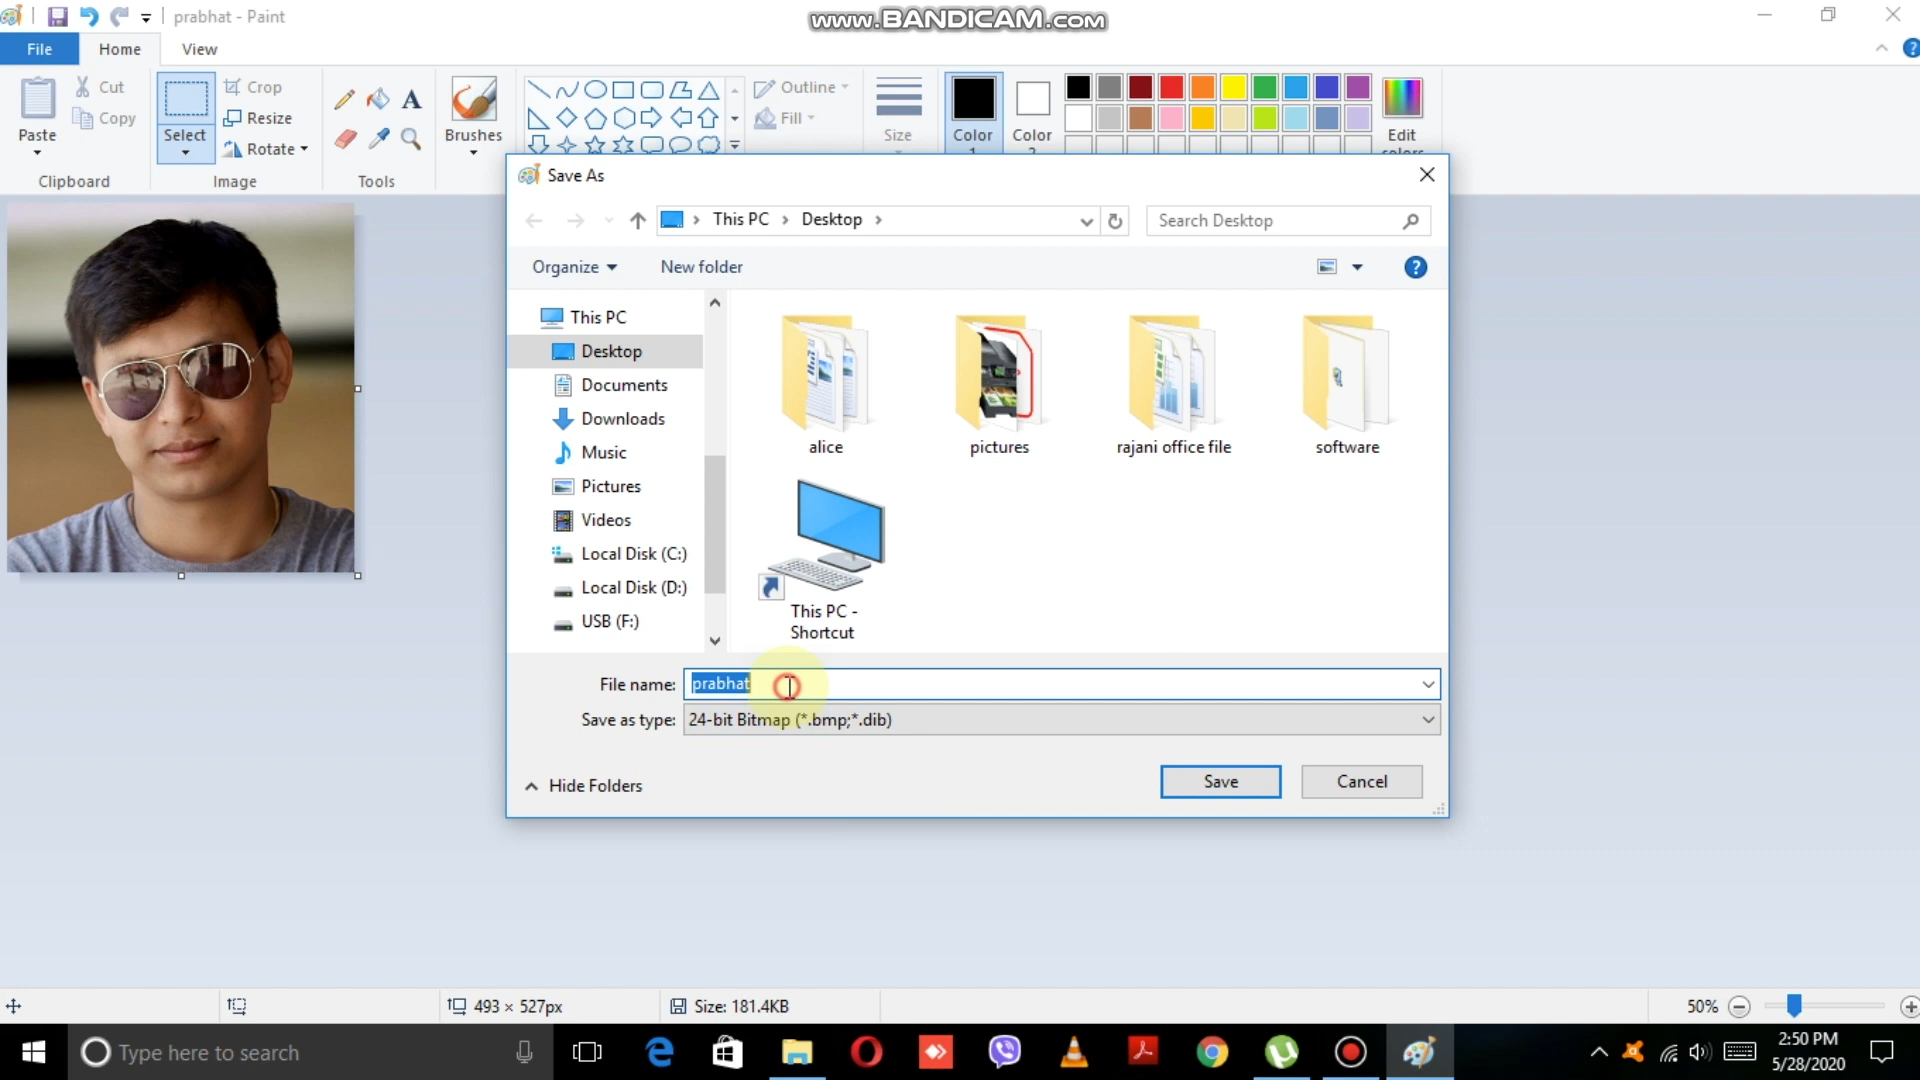 prabhat - Paint
www.BANDICAM.com
File
Home
View
Paste
Cut
Copy
Clipboard
Select
Crop
Resize
Rotate
Image
A
Tools
Brushes
Outline
Fill
Size
Color
1
Color
2
Edit
colors
Save As
This PC
Desktop
Search Desktop
Organize
New folder
This PC
Desktop
Documents
Downloads
Music
Pictures
Videos
Local Disk (C:)
Local Disk (D:)
USB (F:)
alice
pictures
rajani office file
software
This PC -
Shortcut
File name: prabhat
Save as type: 24-bit Bitmap (*.bmp;*.dib)
Hide Folders
Save
Cancel
493 × 527px
Size: 181.4KB
50%
Type here to search
2:50 PM
5/28/2020